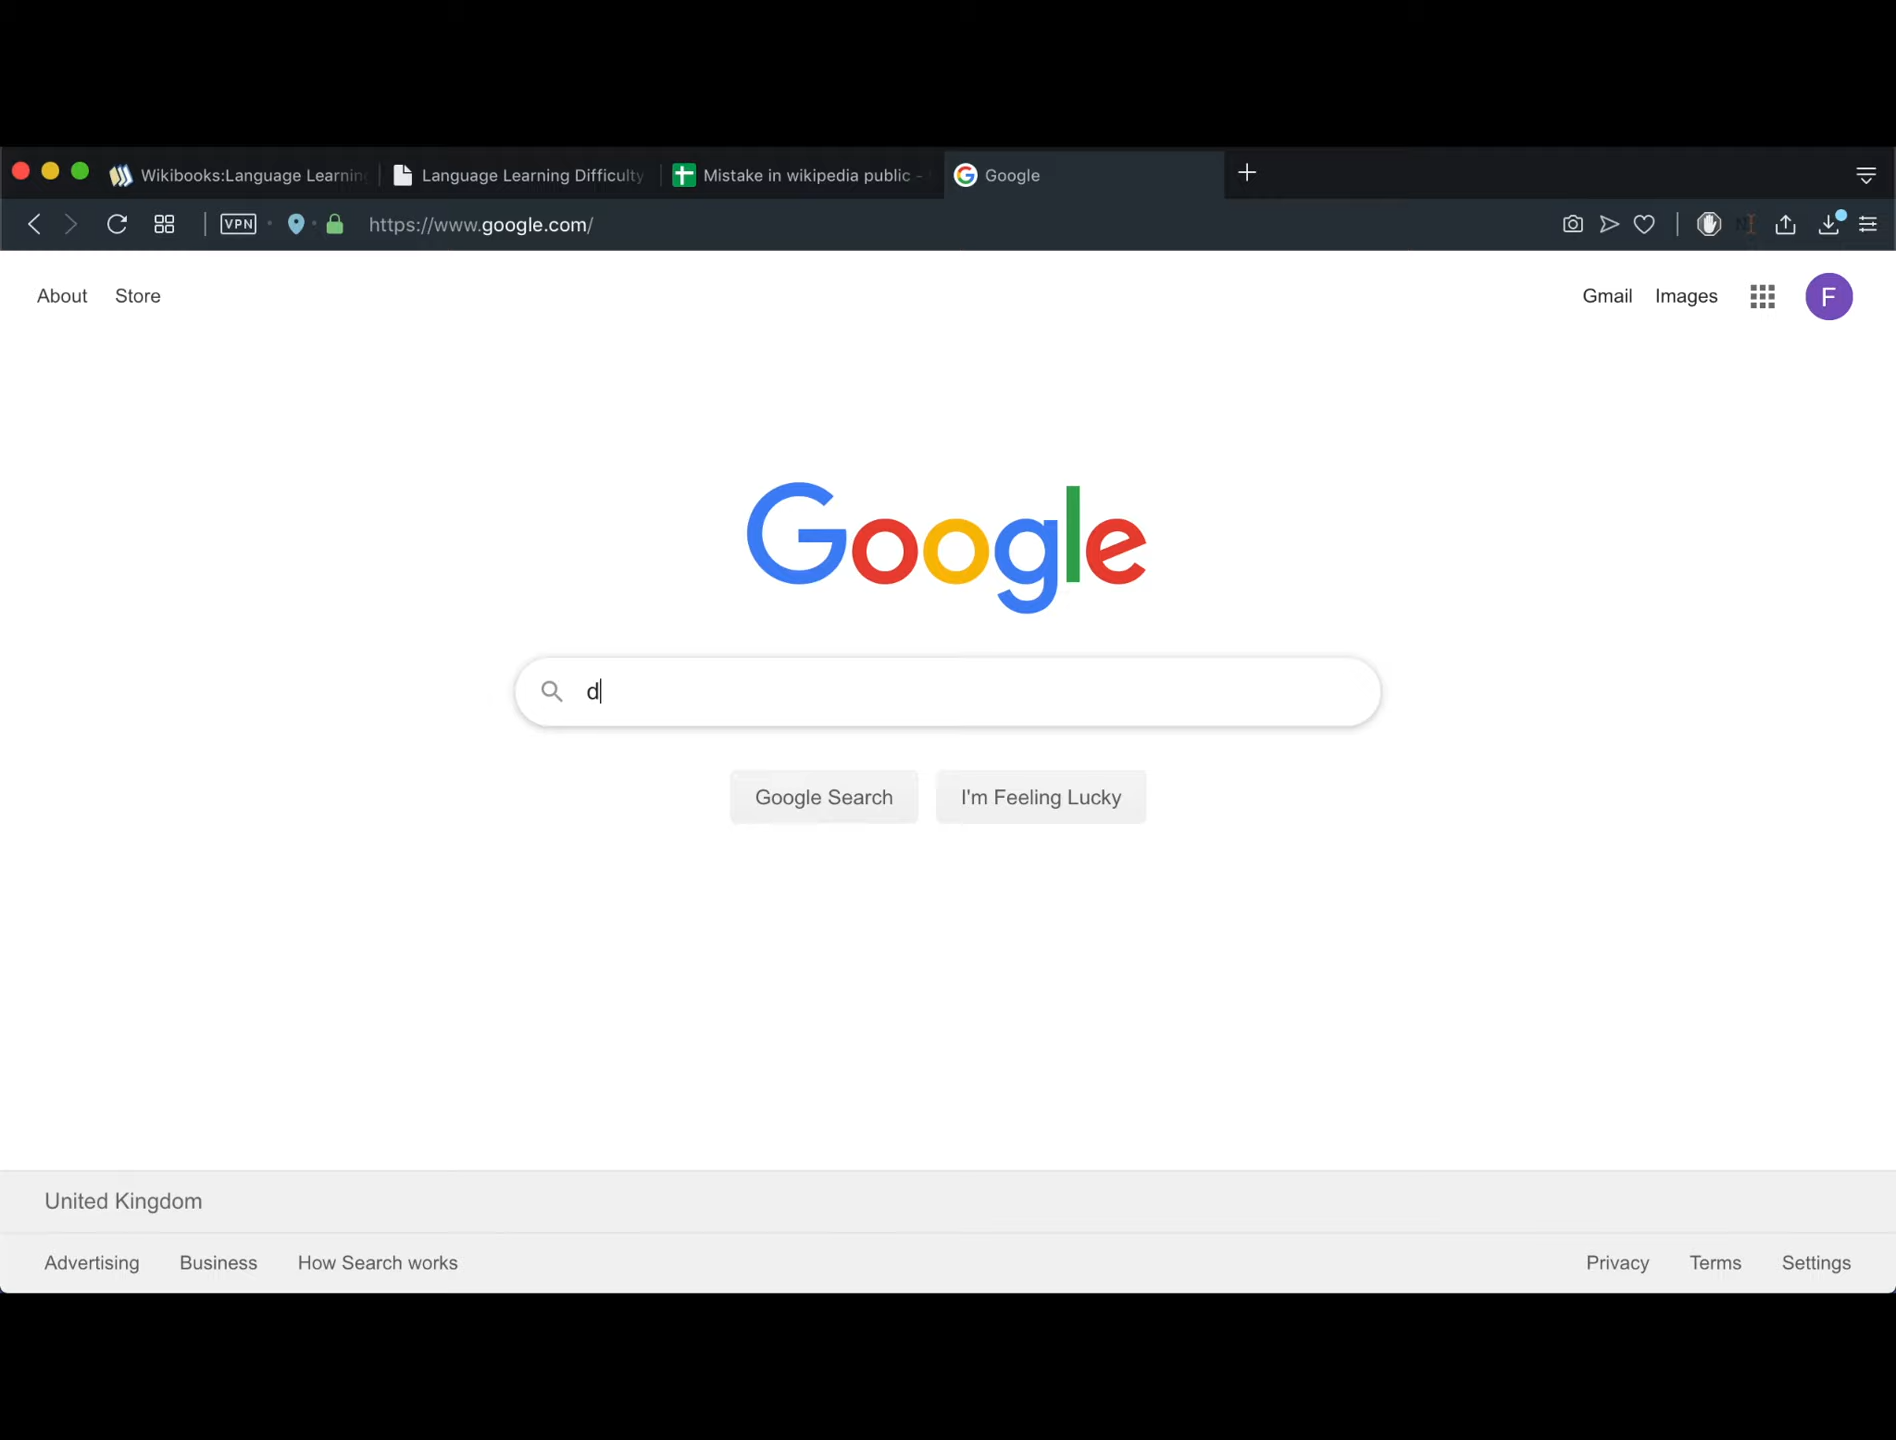 Wikibooks:Language Learnin
Language Learning Difficulty
Mistake in wikipedia public -
Google
VPN
https://www.google.com/
About
Store
Gmail
Images
F
Google
d
Google Search
I'm Feeling Lucky
United Kingdom
Advertising
Business
How Search works
Privacy
Terms
Settings